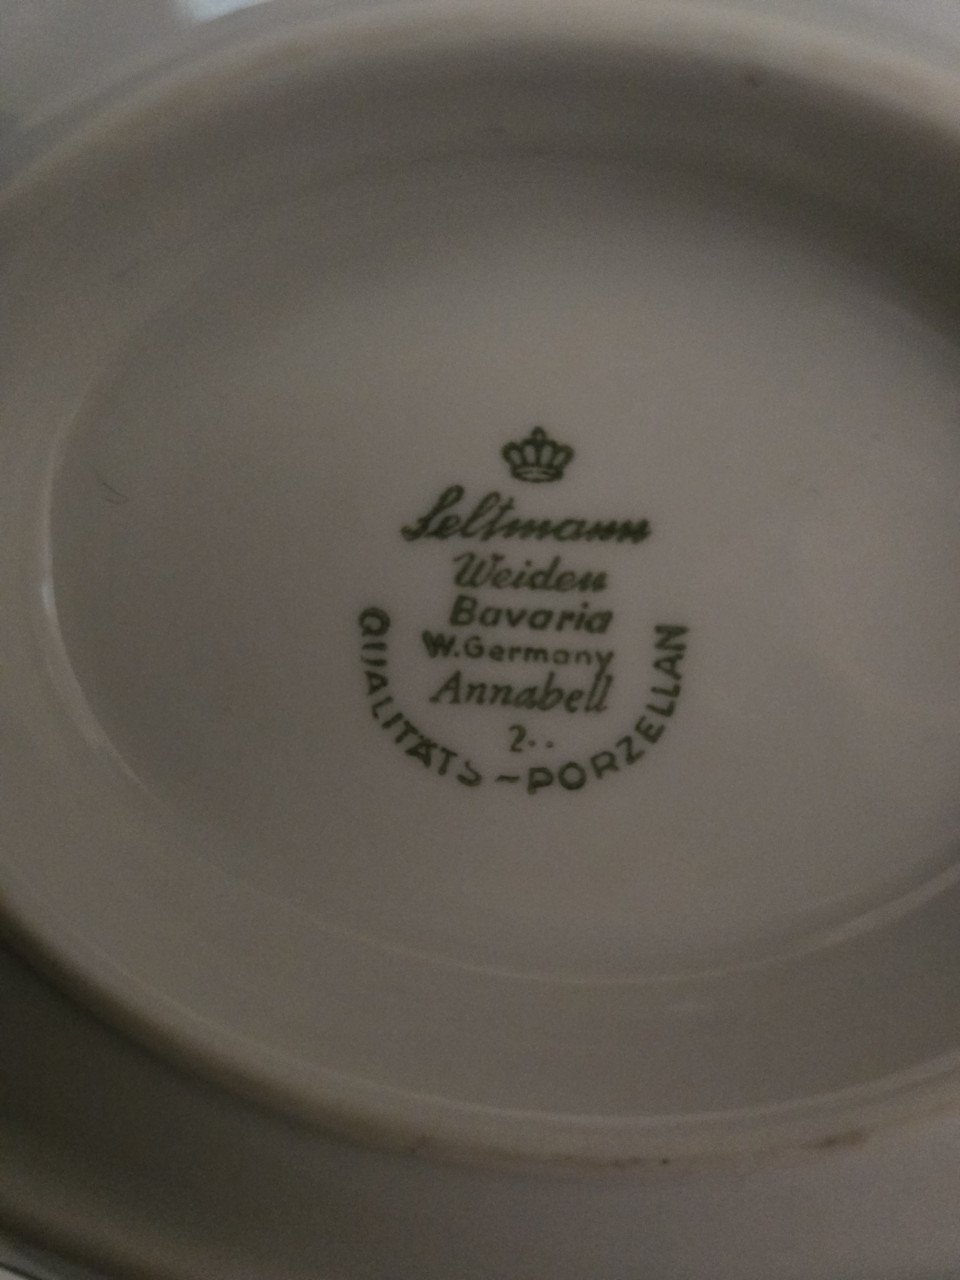 Seltmann
Weiden
Bavaria
W.Germany
Annabell
2··
QUALITÄTS~PORZELLAN